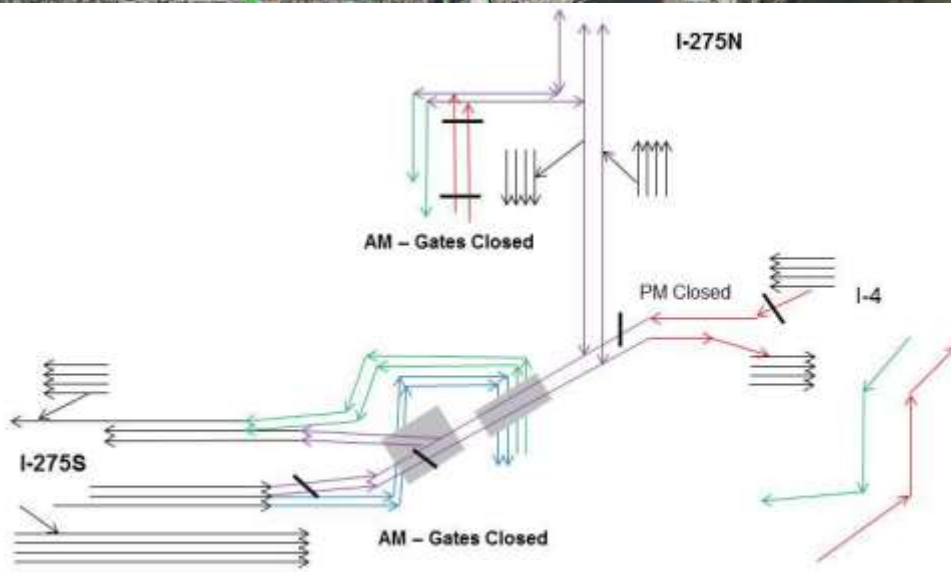 I-275N
AM – Gates Closed
PM Closed
I-4
I-275S
AM – Gates Closed